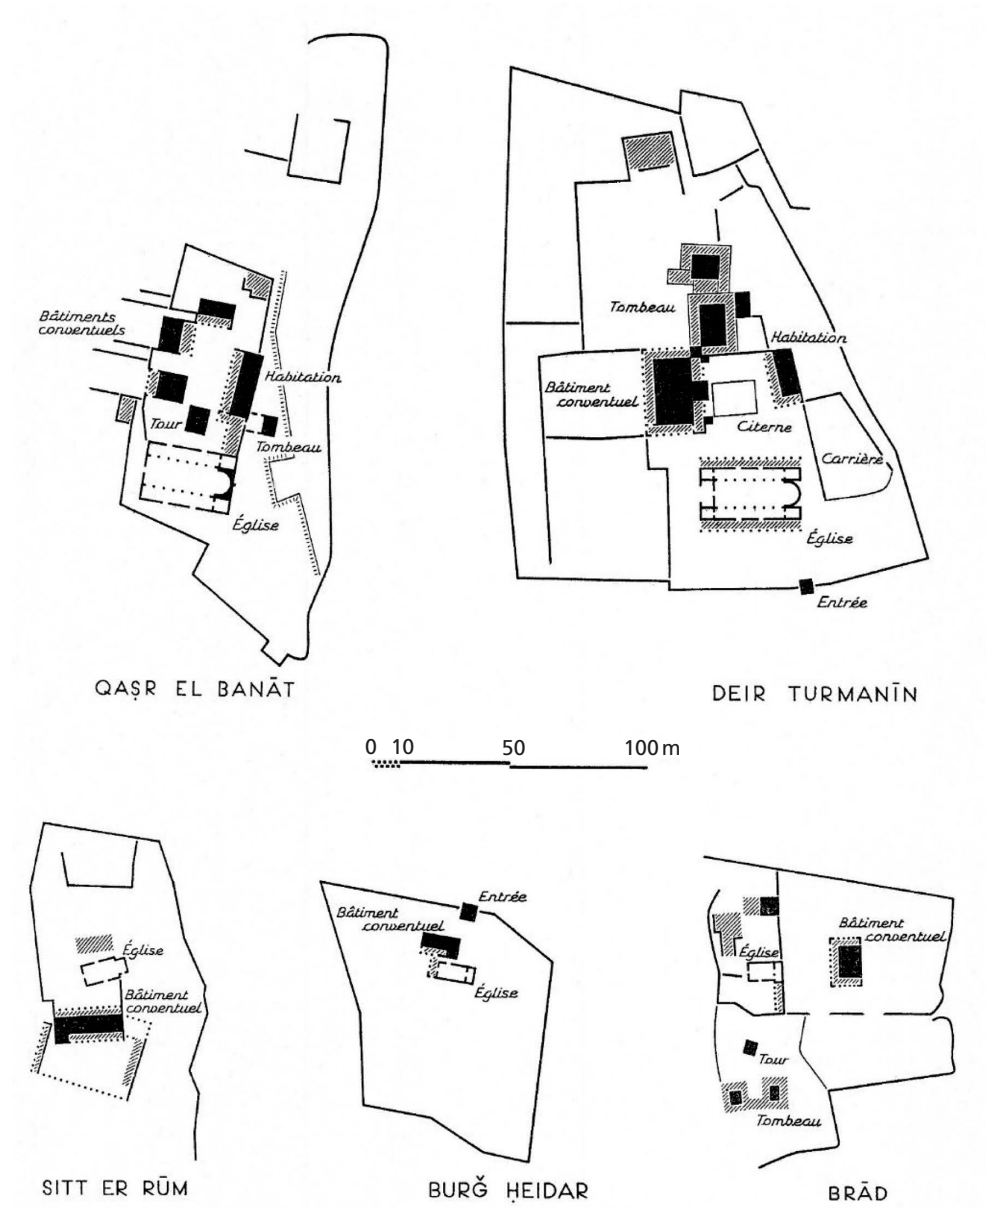 Bâtiments
conventuels
Habitation
Tour
Tombeau
Église
QAṢR EL BANĀT
Tombeau
Habitation
Bâtiment
conventuel
Citerne
Carrière
Église
Entrée
DEIR TURMANĪN
0 10 50 100 m
Église
Bâtiment
conventuel
SITT ER RŪM
Entrée
Bâtiment
conventuel
Église
BURǦ ḤEIDAR
Bâtiment
conventuel
Église
Tour
Tombeau
BRĀD